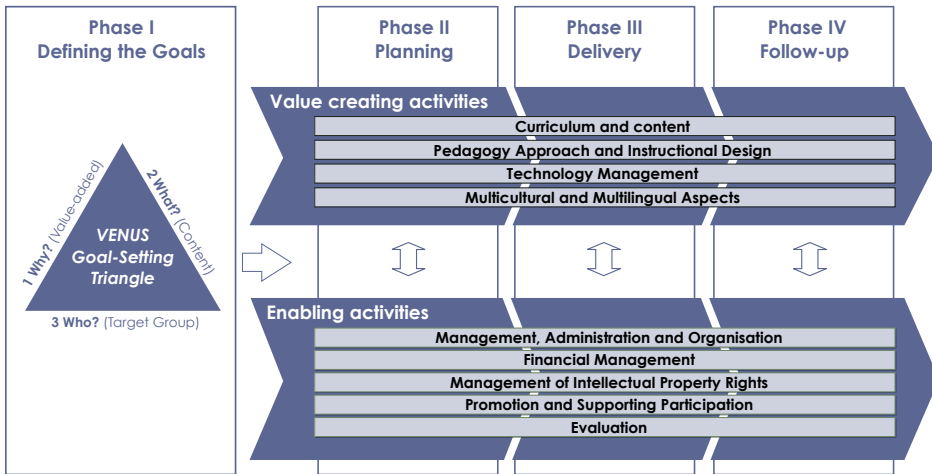 Phase I
Defining the Goals
1 Why? (Value-added)
2 What? (Content)
VENUS
Goal-Setting
Triangle
3 Who? (Target Group)
Phase II
Planning
Phase III
Delivery
Phase IV
Follow-up
Value creating activities
Curriculum and content
Pedagogy Approach and Instructional Design
Technology Management
Multicultural and Multilingual Aspects
Enabling activities
Management, Administration and Organisation
Financial Management
Management of Intellectual Property Rights
Promotion and Supporting Participation
Evaluation